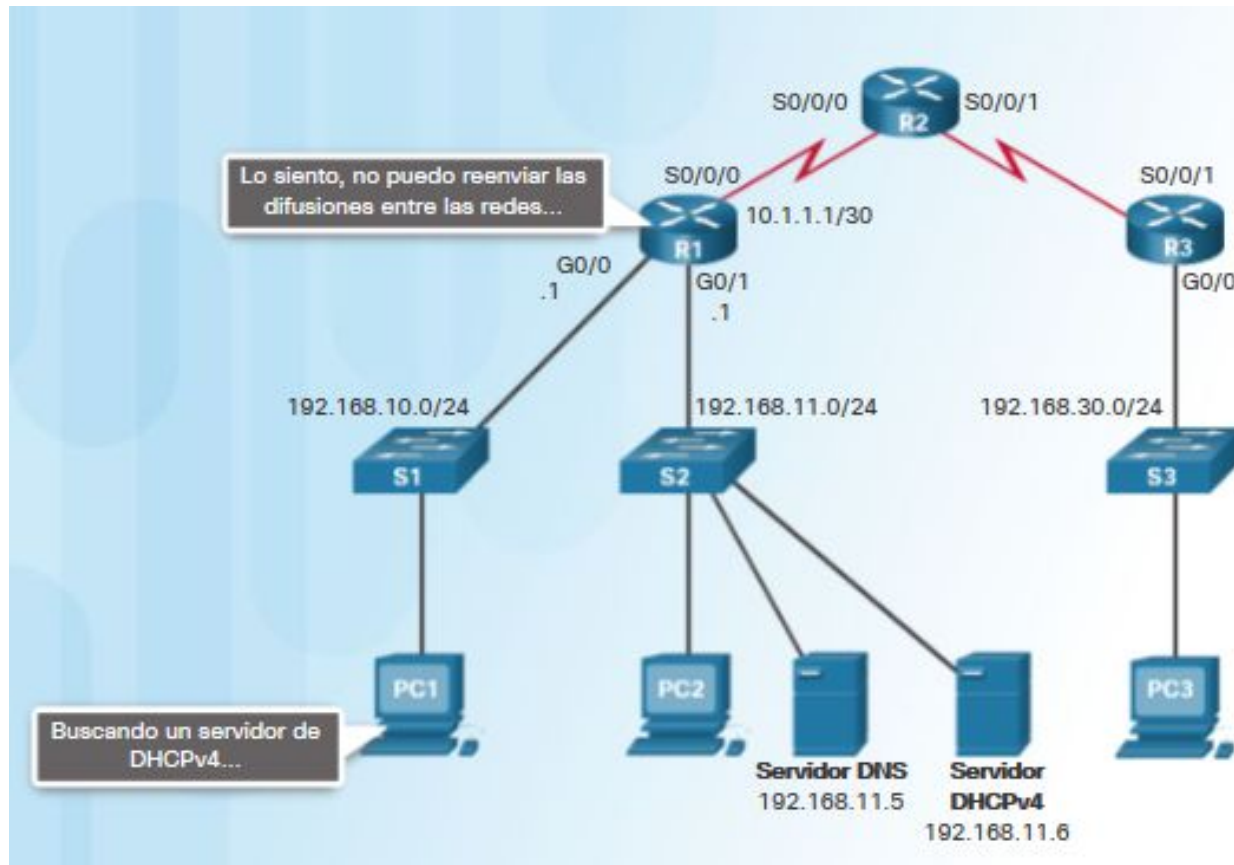 S0/0/0
S0/0/1
R2
Lo siento, no puedo reenviar las
difusiones entre las redes...
S0/0/0
S0/0/1
10.1.1.1/30
R1
R3
G0/0
.1
G0/1
.1
G0/0
192.168.10.0/24
192.168.11.0/24
192.168.30.0/24
S1
S2
S3
PC1
PC2
PC3
Buscando un servidor de
DHCPv4...
Servidor DNS
192.168.11.5
Servidor
DHCPv4
192.168.11.6